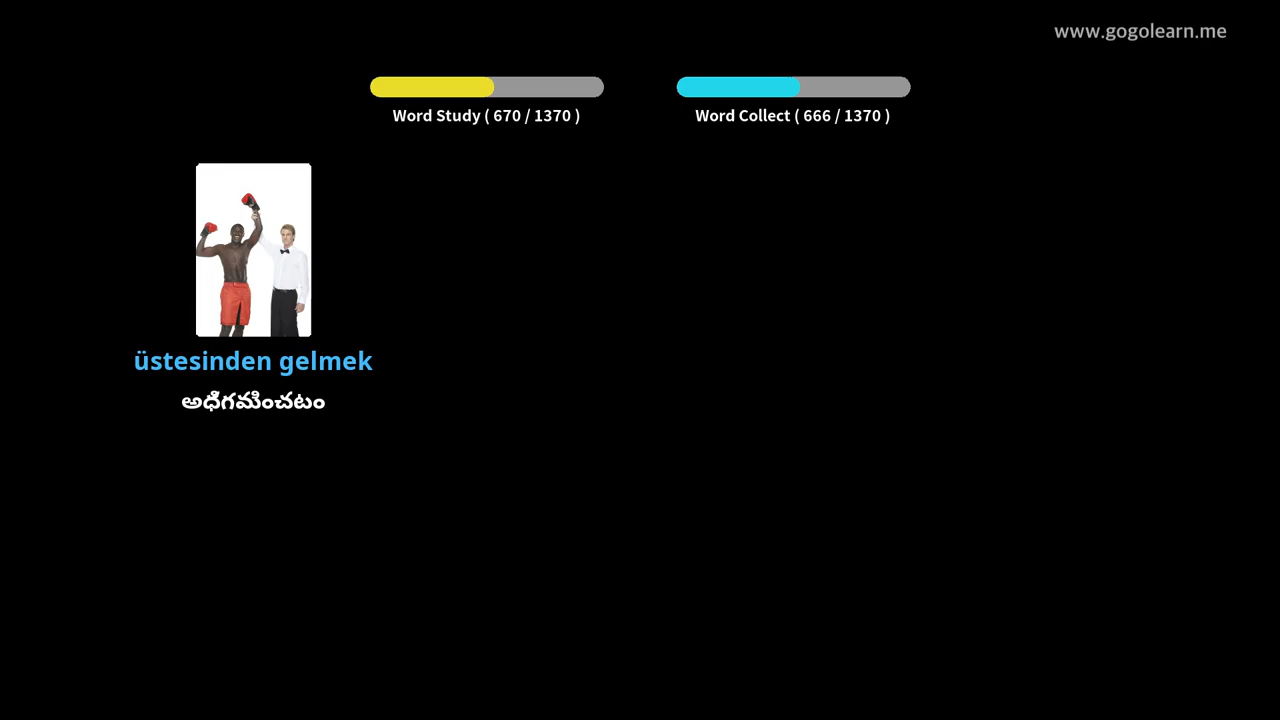 www.gogolearn.me
Word Study ( 670 / 1370 )
Word Collect ( 666 / 1370 )
üstesinden gelmek
అధిగమించటం